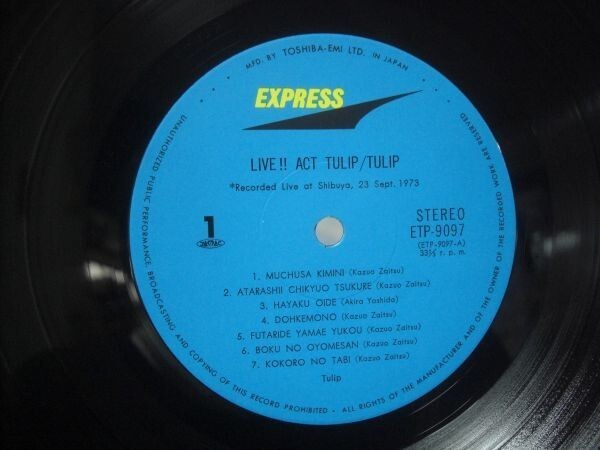 MFD. BY TOSHIBA-EMI LTD. IN JAPAN
EXPRESS
LIVE!! ACT TULIP/TULIP
*Recorded Live at Shibuya, 23 Sept. 1973
1
STEREO
ETP-9097
(ETP-9097-A)
33⅓ r. p. m.
1. MUCHUSA KIMINI (Kazuo Zaitsu)
2. ATARASHII CHIKYUO TSUKURE (Kazuo Zaitsu)
3. HAYAKU OIDE (Akira Yoshida)
4. DOHKEMONO (Kazuo Zaitsu)
5. FUTARIDE YAMAE YUKOU (Kazuo Zaitsu)
6. BOKU NO OYOMESAN (Kazuo Zaitsu)
7. KOKORO NO TABI (Kazuo Zaitsu)
Tulip
UNAUTHORIZED PUBLIC PERFORMANCE, BROADCASTING AND COPYING OF THIS RECORD PROHIBITED - ALL RIGHTS OF THE MANUFACTURER AND OF THE OWNER OF THE RECORDED WORK ARE RESERVED